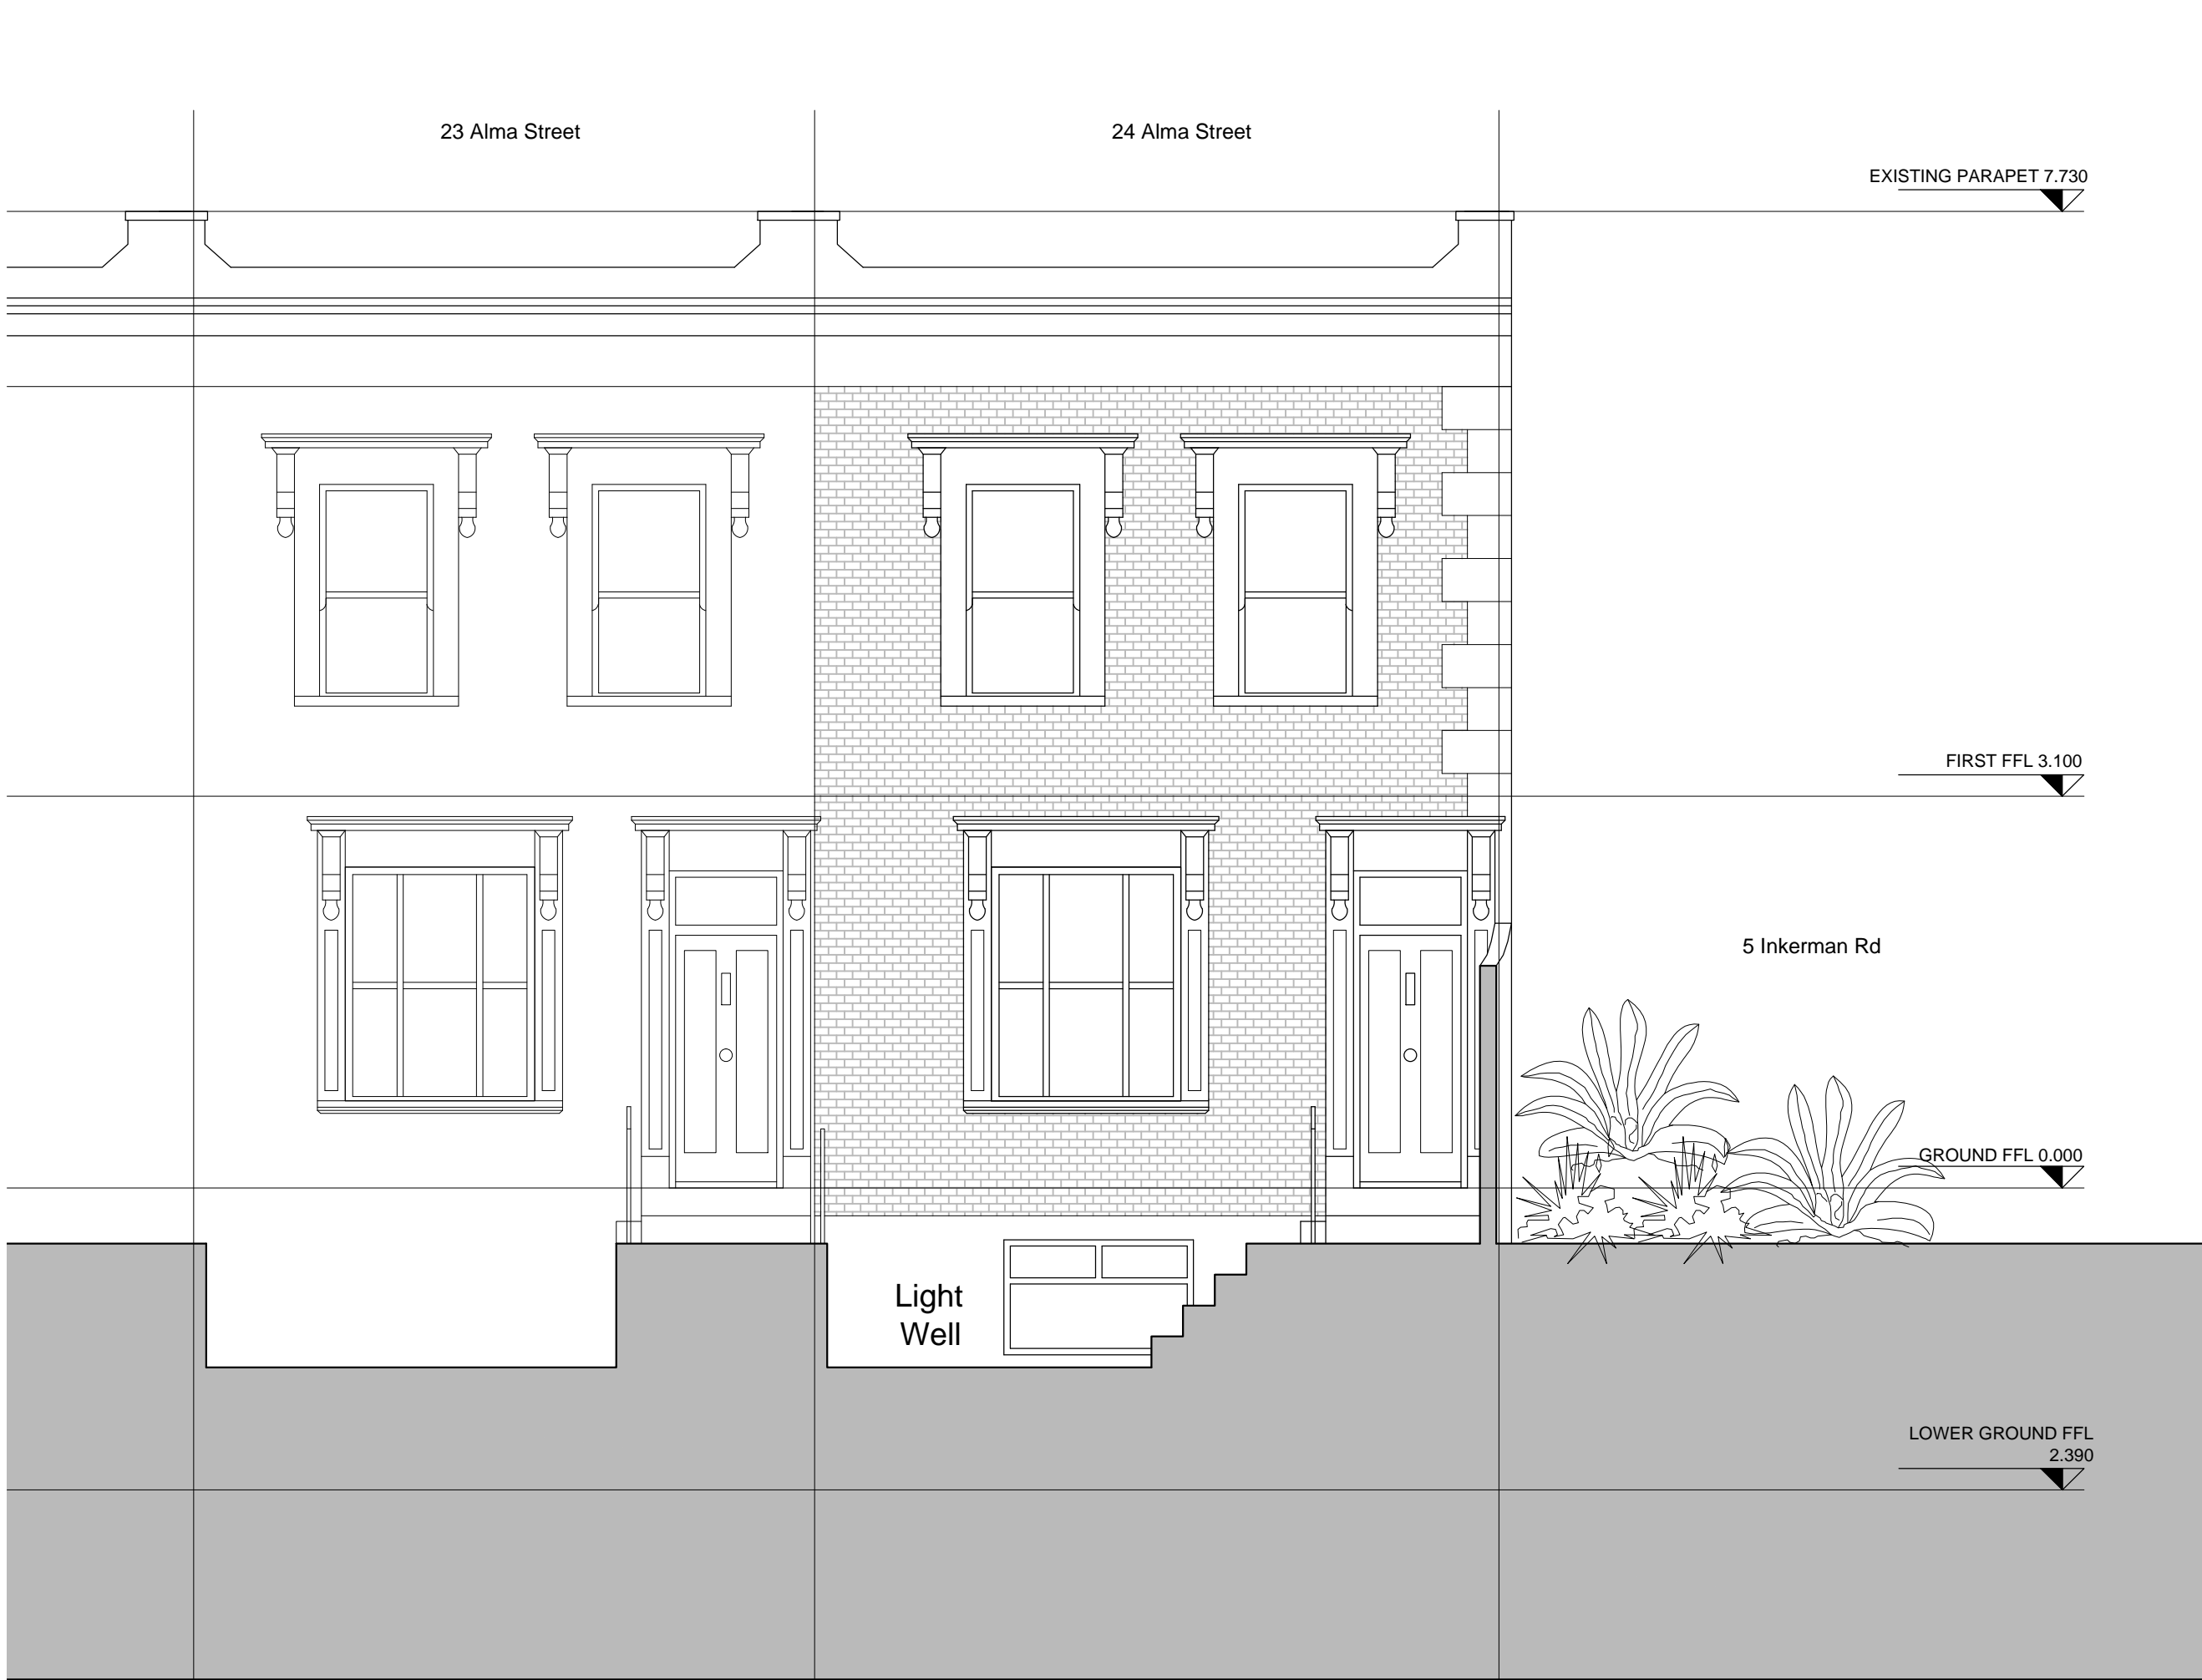 23 Alma Street
24 Alma Street
EXISTING PARAPET 7.730
FIRST FFL 3.100
5 Inkerman Rd
GROUND FFL 0.000
Light
Well
LOWER GROUND FFL
2.390